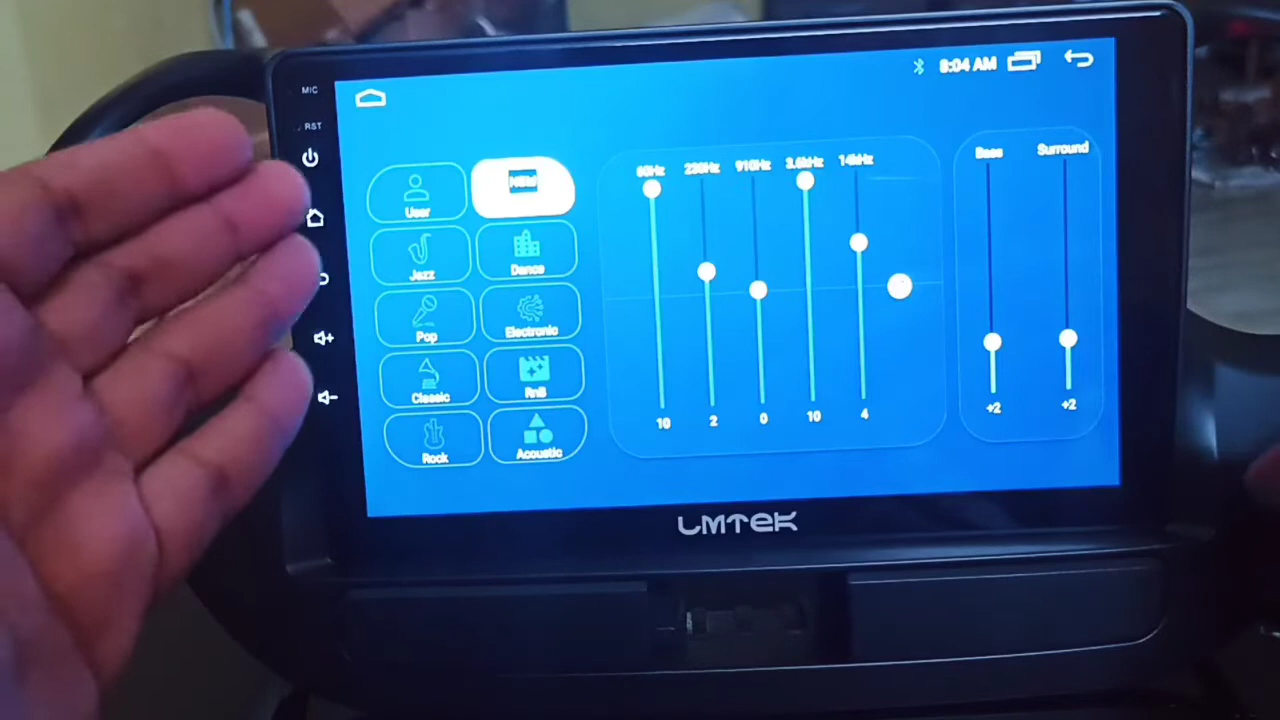 MIC
8:04 AM
RST
60Hz 230Hz 910Hz 3.6kHz 14kHz
Bass Surround
User
Jazz Dance
Pop Electronic
Classic RnB
Rock Acoustic
10 2 0 10 4
+2 +2
LMTEK